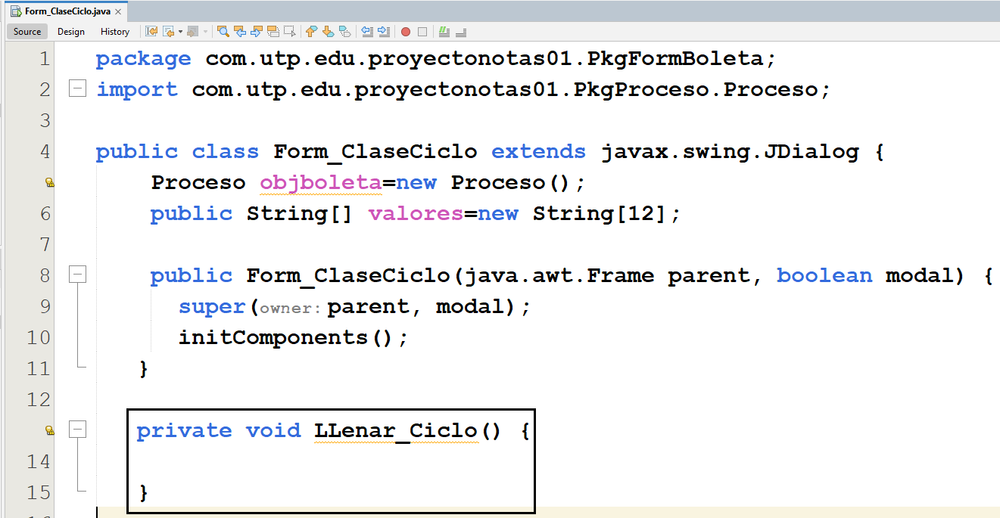 Form_ClaseCiclo.java
Source Design History
1 package com.utp.edu.proyectonotas01.PkgFormBoleta;
2 import com.utp.edu.proyectonotas01.PkgProceso.Proceso;
3
4 public class Form_ClaseCiclo extends javax.swing.JDialog {
Proceso objboleta=new Proceso();
6 public String[] valores=new String[12];
7
8 public Form_ClaseCiclo(java.awt.Frame parent, boolean modal) {
9 super(owner: parent, modal);
10 initComponents();
11 }
12
private void LLenar_Ciclo() {
14
15 }